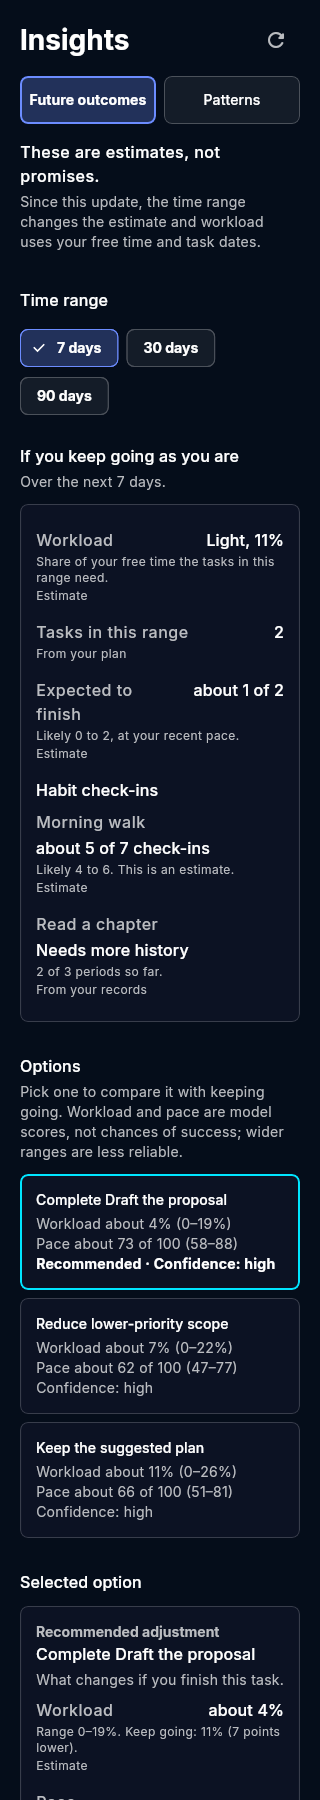 Insights
Future outcomes
Patterns
These are estimates, not
promises.
Since this update, the time range
changes the estimate and workload
uses your free time and task dates.
Time range
7 days
30 days
90 days
If you keep going as you are
Over the next 7 days.
Workload Light, 11%
Share of your free time the tasks in this
range need.
Estimate
Tasks in this range 2
From your plan
Expected to about 1 of 2
finish
Likely 0 to 2, at your recent pace.
Estimate
Habit check-ins
Morning walk
about 5 of 7 check-ins
Likely 4 to 6. This is an estimate.
Estimate
Read a chapter
Needs more history
2 of 3 periods so far.
From your records
Options
Pick one to compare it with keeping
going. Workload and pace are model
scores, not chances of success; wider
ranges are less reliable.
Complete Draft the proposal
Workload about 4% (0–19%)
Pace about 73 of 100 (58–88)
Recommended · Confidence: high
Reduce lower-priority scope
Workload about 7% (0–22%)
Pace about 62 of 100 (47–77)
Confidence: high
Keep the suggested plan
Workload about 11% (0–26%)
Pace about 66 of 100 (51–81)
Confidence: high
Selected option
Recommended adjustment
Complete Draft the proposal
What changes if you finish this task.
Workload about 4%
Range 0–19%. Keep going: 11% (7 points
lower).
Estimate